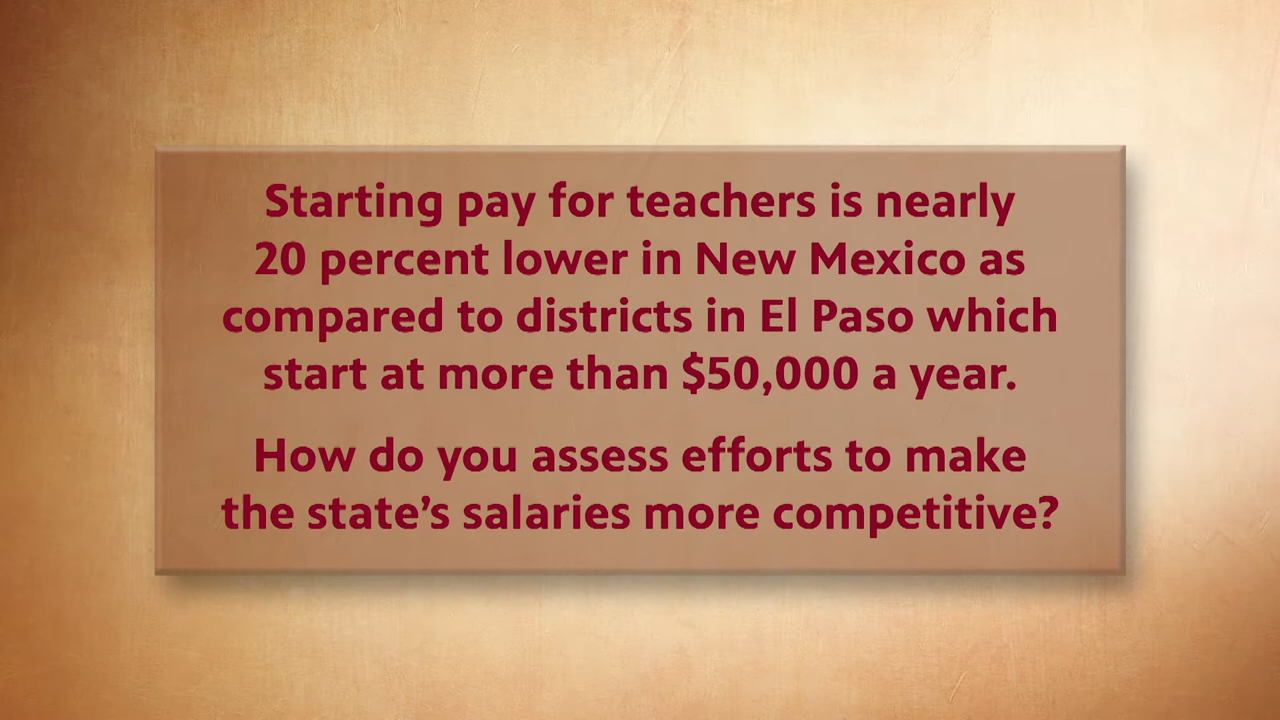 Starting pay for teachers is nearly
20 percent lower in New Mexico as
compared to districts in El Paso which
start at more than $50,000 a year.
How do you assess efforts to make
the state’s salaries more competitive?